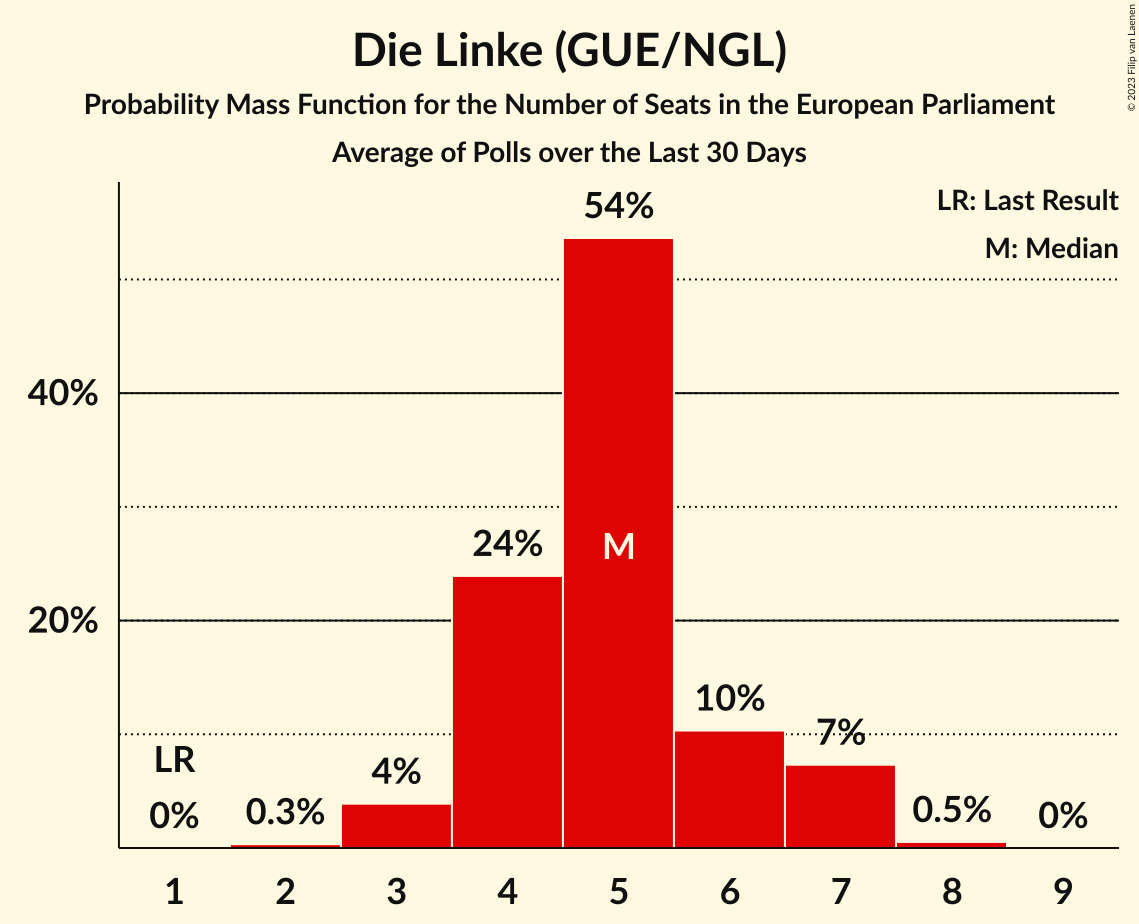 Die Linke (GUE/NGL)
Probability Mass Function for the Number of Seats in the European Parliament
Average of Polls over the Last 30 Days
© 2023 Filip van Laenen
LR: Last Result
M: Median
54%
40%
24%
M
20%
10%
7%
LR
4%
0%
0.3%
0.5%
0%
1 2 3 4 5 6 7 8 9